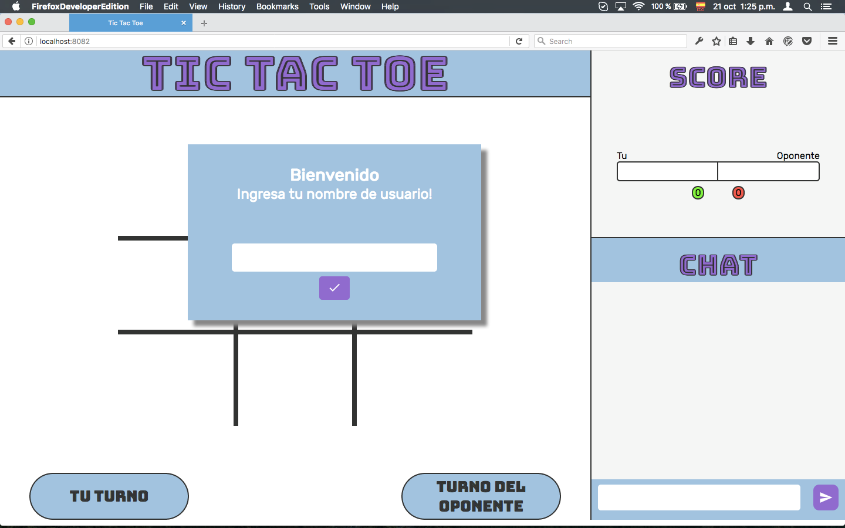 FirefoxDeveloperEdition File Edit View History Bookmarks Tools Window Help 100 % 21 oct 1:25 p.m.
Tic Tac Toe
localhost:8082 Search
TIC TAC TOE
SCORE
Tu Oponente
0 0
Bienvenido
Ingresa tu nombre de usuario!
CHAT
TU TURNO
TURNO DEL
OPONENTE